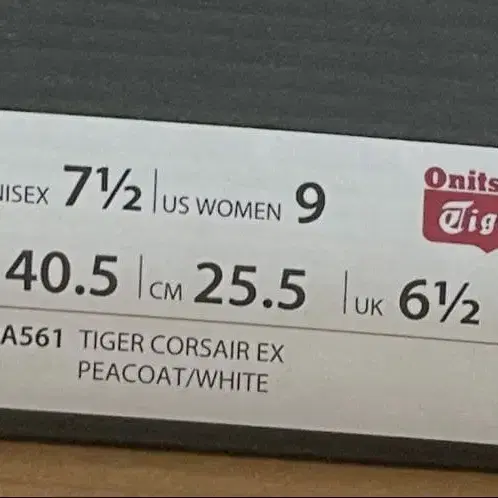 NISEX 7½ US WOMEN 9
Onits
Tig
40.5 CM 25.5 UK 6½
A561 TIGER CORSAIR EX
PEACOAT/WHITE